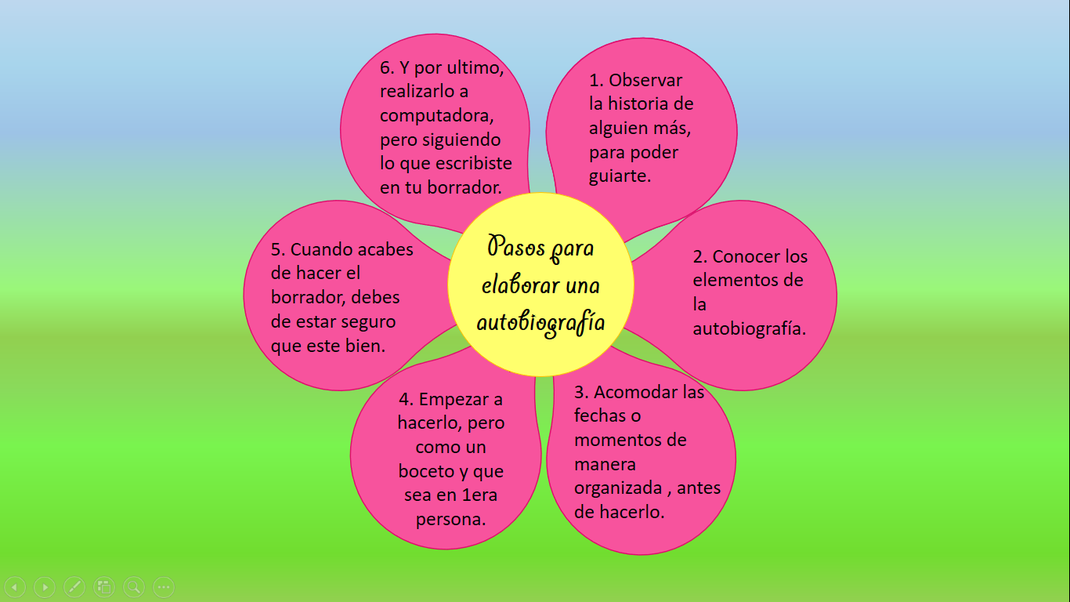 Pasos para
elaborar una
autobiografía
1. Observar
la historia de
alguien más,
para poder
guiarte.
2. Conocer los
elementos de
la
autobiografía.
3. Acomodar las
fechas o
momentos de
manera
organizada , antes
de hacerlo.
4. Empezar a
hacerlo, pero
como un
boceto y que
sea en 1era
persona.
5. Cuando acabes
de hacer el
borrador, debes
de estar seguro
que este bien.
6. Y por ultimo,
realizarlo a
computadora,
pero siguiendo
lo que escribiste
en tu borrador.